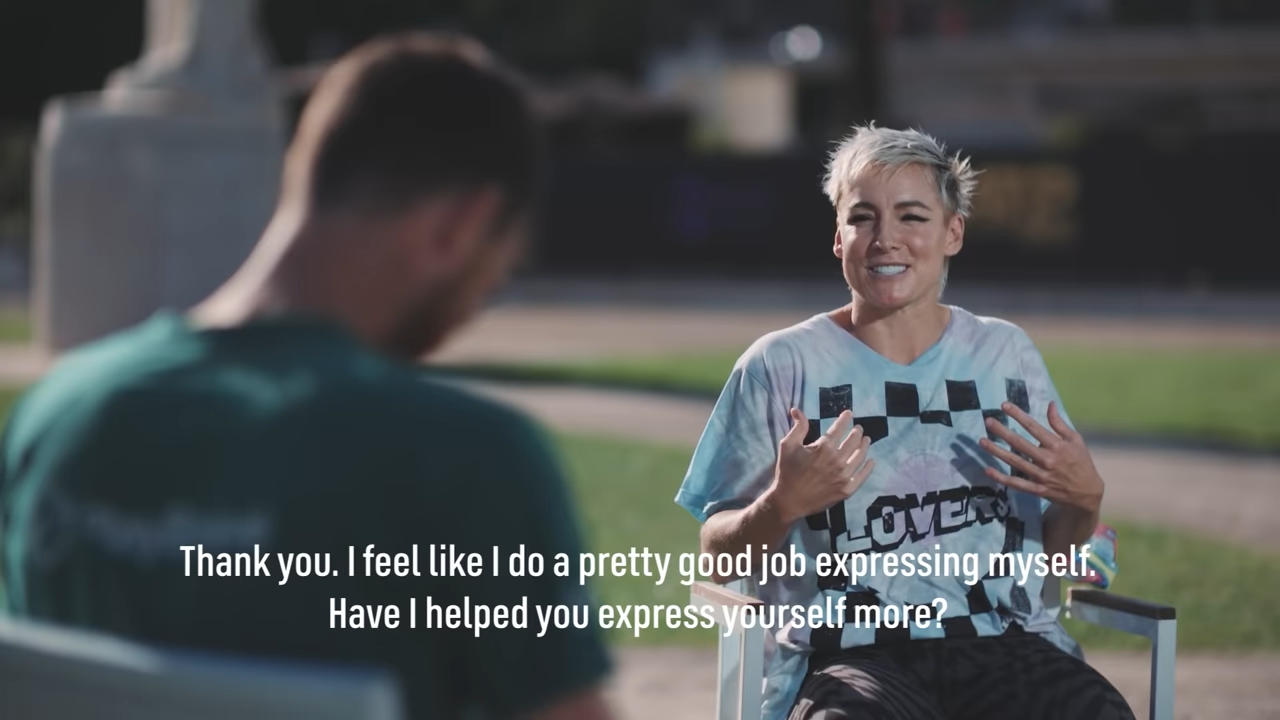 LOVERS
Thank you. I feel like I do a pretty good job expressing myself.
Have I helped you express yourself more?